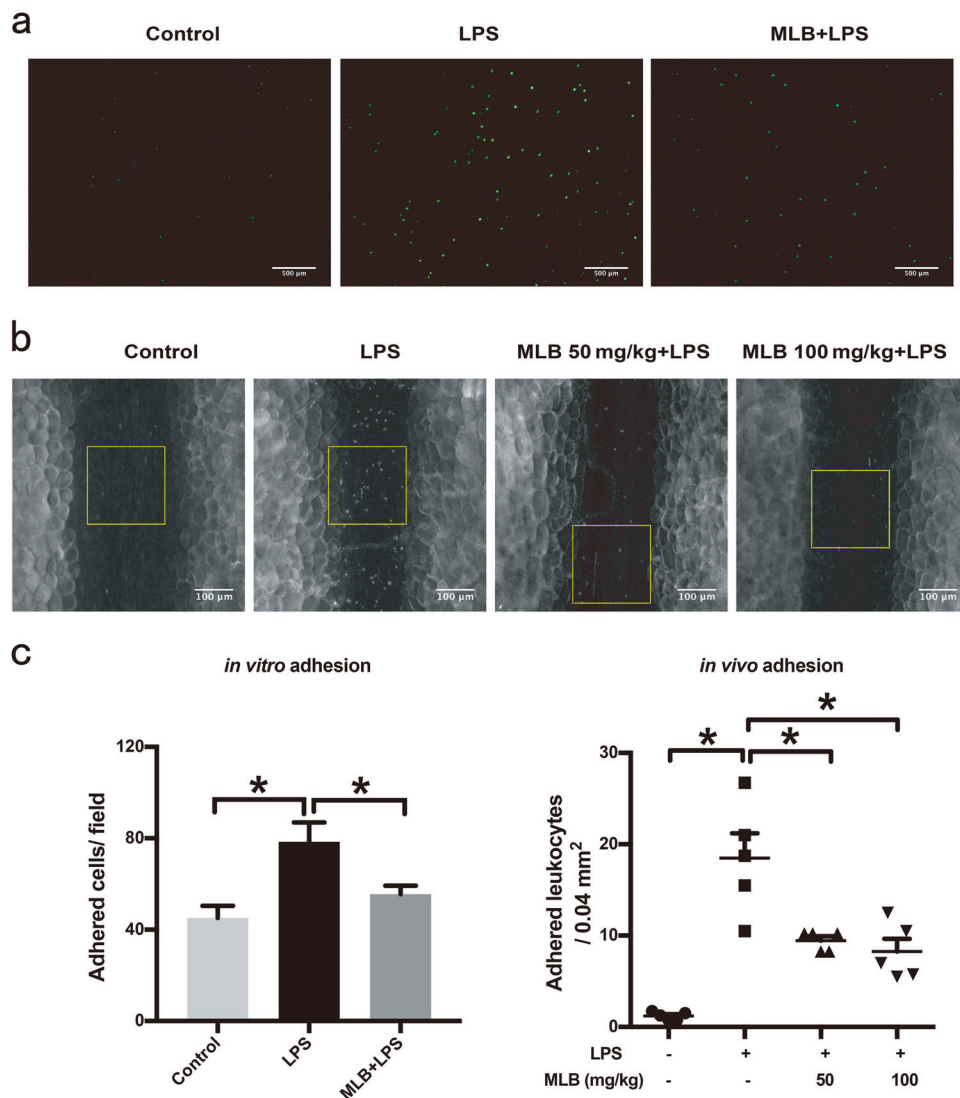 a
Control LPS MLB+LPS
500 μm 500 μm 500 μm
b
Control LPS MLB 50 mg/kg+LPS MLB 100 mg/kg+LPS
100 μm 100 μm 100 μm 100 μm
c
in vitro adhesion
Adhered cells/ field
120
80
40
0
* *
Control LPS MLB+LPS
in vivo adhesion
Adhered leukocytes
/ 0.04 mm²
30
20
10
0
* * *
LPS - + + +
MLB (mg/kg) - - 50 100